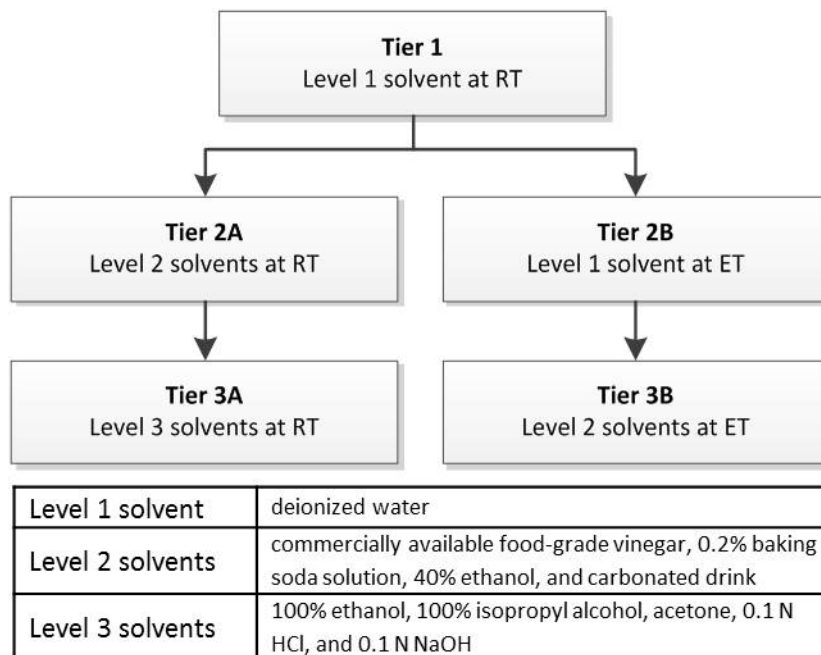 Tier 1
Level 1 solvent at RT
Tier 2A
Level 2 solvents at RT
Tier 2B
Level 1 solvent at ET
Tier 3A
Level 3 solvents at RT
Tier 3B
Level 2 solvents at ET
Level 1 solvent
deionized water
Level 2 solvents
commercially available food-grade vinegar, 0.2% baking
soda solution, 40% ethanol, and carbonated drink
Level 3 solvents
100% ethanol, 100% isopropyl alcohol, acetone, 0.1 N
HCl, and 0.1 N NaOH